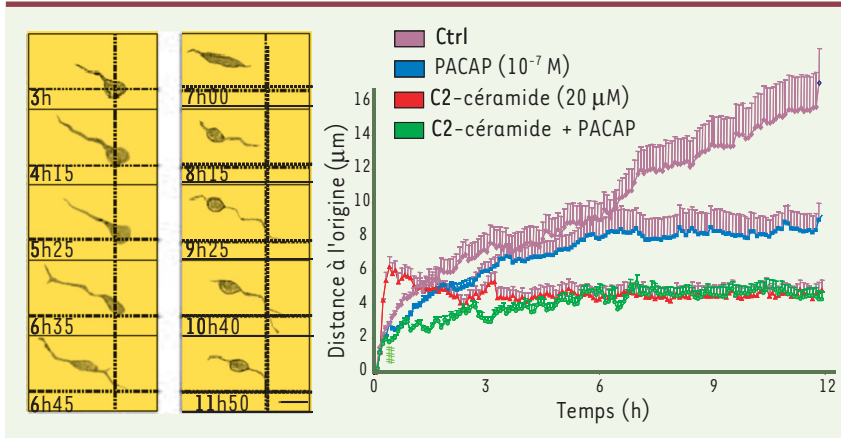 3h
4h15
5h25
6h35
6h45
7h00
8h15
9h25
10h40
11h50
Ctrl
PACAP (10⁻⁷ M)
C2-céramide (20 µM)
C2-céramide + PACAP
Distance à l'origine (µm)
16
14
12
10
8
6
4
2
0
##
0
3
6
9
12
Temps (h)